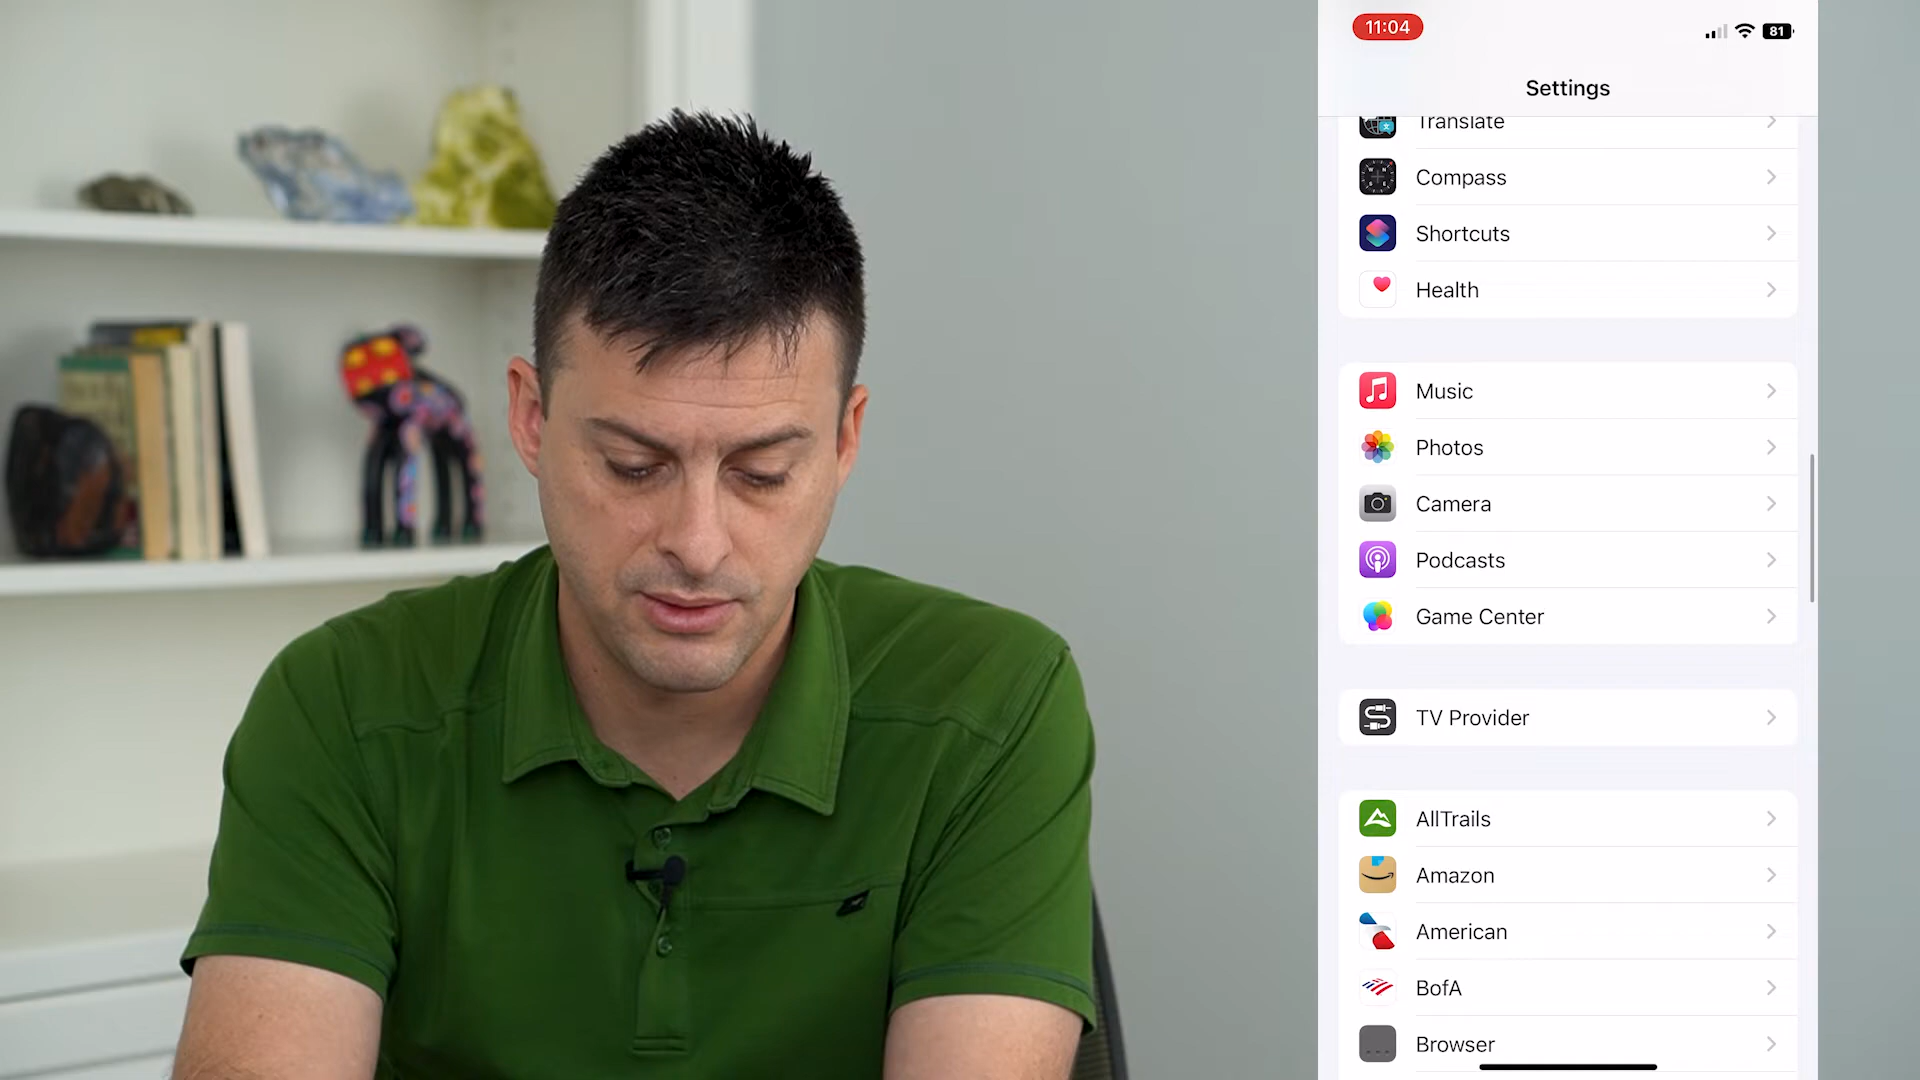 11:04
81
Settings
Translate
Compass
Shortcuts
Health
Music
Photos
Camera
Podcasts
Game Center
TV Provider
AllTrails
Amazon
American
BofA
Browser